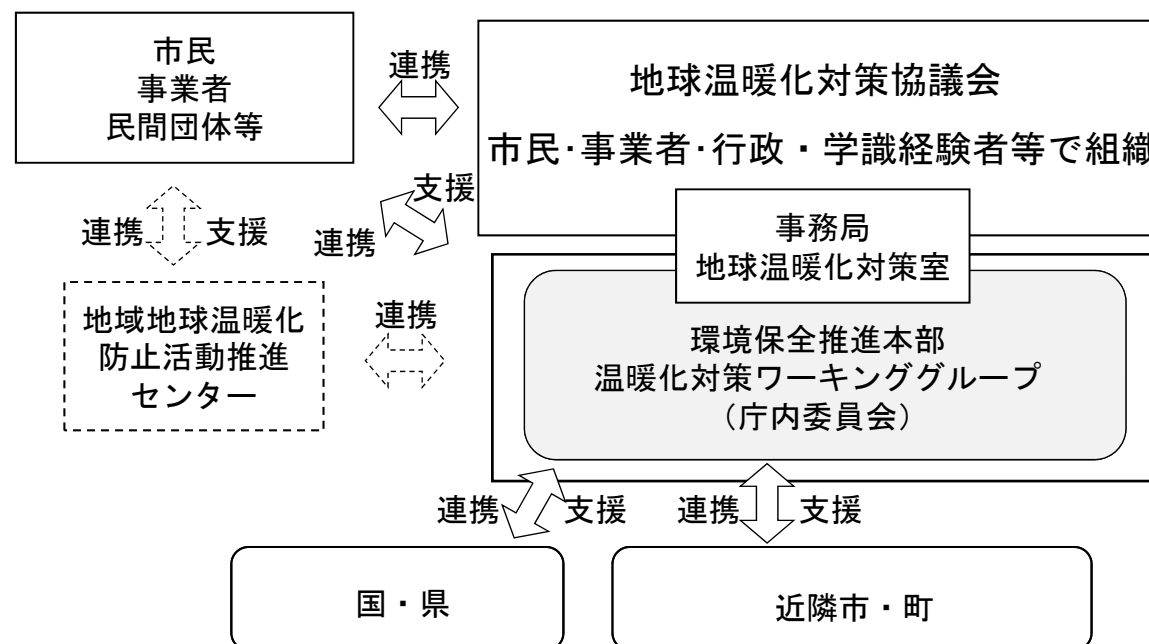 市民
事業者
民間団体等
連携
地球温暖化対策協議会
市民･事業者･行政・学識経験者等で組織
支援
連携
連携
支援
事務局
地球温暖化対策室
地域地球温暖化
防止活動推進
センター
連携
環境保全推進本部
温暖化対策ワーキンググループ
（庁内委員会）
連携
支援
連携
支援
国・県
近隣市・町